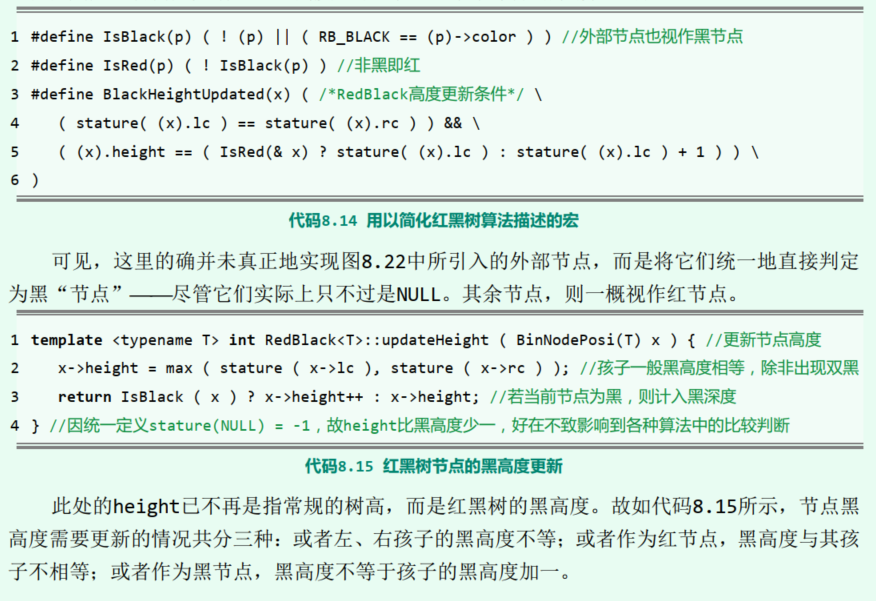 1 #define IsBlack(p) ( ! (p) || ( RB_BLACK == (p)->color ) ) //外部节点也视作黑节点
2 #define IsRed(p) ( ! IsBlack(p) ) //非黑即红
3 #define BlackHeightUpdated(x) ( /*RedBlack高度更新条件*/ \
4 ( stature( (x).lc ) == stature( (x).rc ) ) && \
5 ( (x).height == ( IsRed(& x) ? stature( (x).lc ) : stature( (x).lc ) + 1 ) ) \
6 )
代码8.14 用以简化红黑树算法描述的宏
可见，这里的确并未真正地实现图8.22中所引入的外部节点，而是将它们统一地直接判定
为黑“节点”——尽管它们实际上只不过是NULL。其余节点，则一概视作红节点。
1 template <typename T> int RedBlack<T>::updateHeight ( BinNodePosi(T) x ) { //更新节点高度
2 x->height = max ( stature ( x->lc ), stature ( x->rc ) ); //孩子一般黑高度相等，除非出现双黑
3 return IsBlack ( x ) ? x->height++ : x->height; //若当前节点为黑，则计入黑深度
4 } //因统一定义stature(NULL) = -1，故height比黑高度少一，好在不致影响到各种算法中的比较判断
代码8.15 红黑树节点的黑高度更新
此处的height已不再是指常规的树高，而是红黑树的黑高度。故如代码8.15所示，节点黑
高度需要更新的情况共分三种：或者左、右孩子的黑高度不等；或者作为红节点，黑高度与其孩
子不相等；或者作为黑节点，黑高度不等于孩子的黑高度加一。